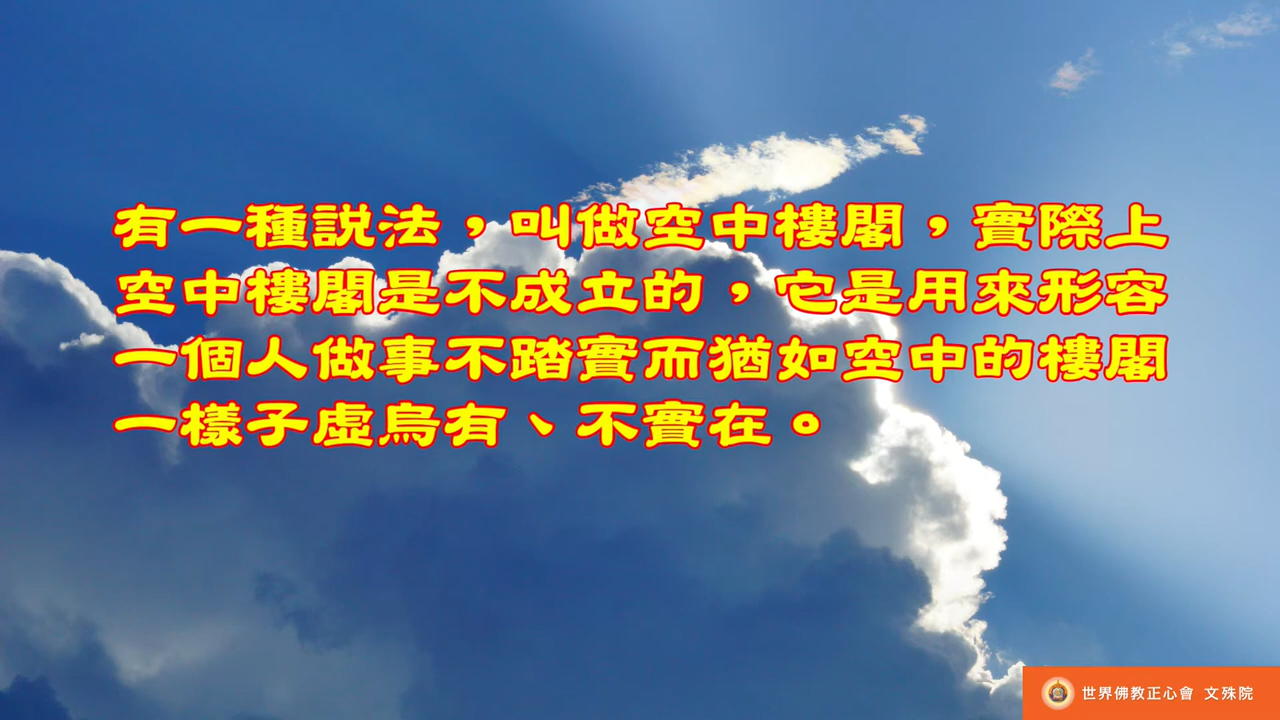 有一種説法，叫做空中樓閣，實際上
空中樓閣是不成立的，它是用來形容
一個人做事不踏實而猶如空中的樓閣
一樣子虛烏有、不實在。
世界佛教正心會 文殊院